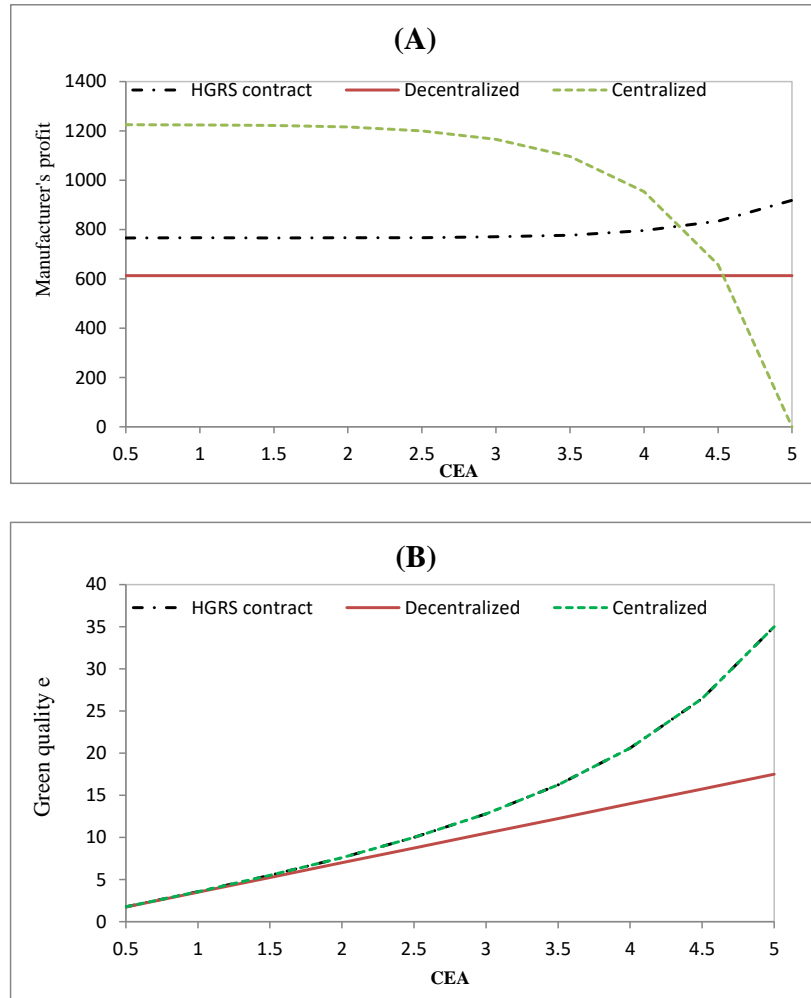 (A)
HGRS contract Decentralized Centralized
Manufacturer's profit
1400
1200
1000
800
600
400
200
0
0.5 1 1.5 2 2.5 3 3.5 4 4.5 5
CEA
(B)
HGRS contract Decentralized Centralized
Green quality e
40
35
30
25
20
15
10
5
0
0.5 1 1.5 2 2.5 3 3.5 4 4.5 5
CEA